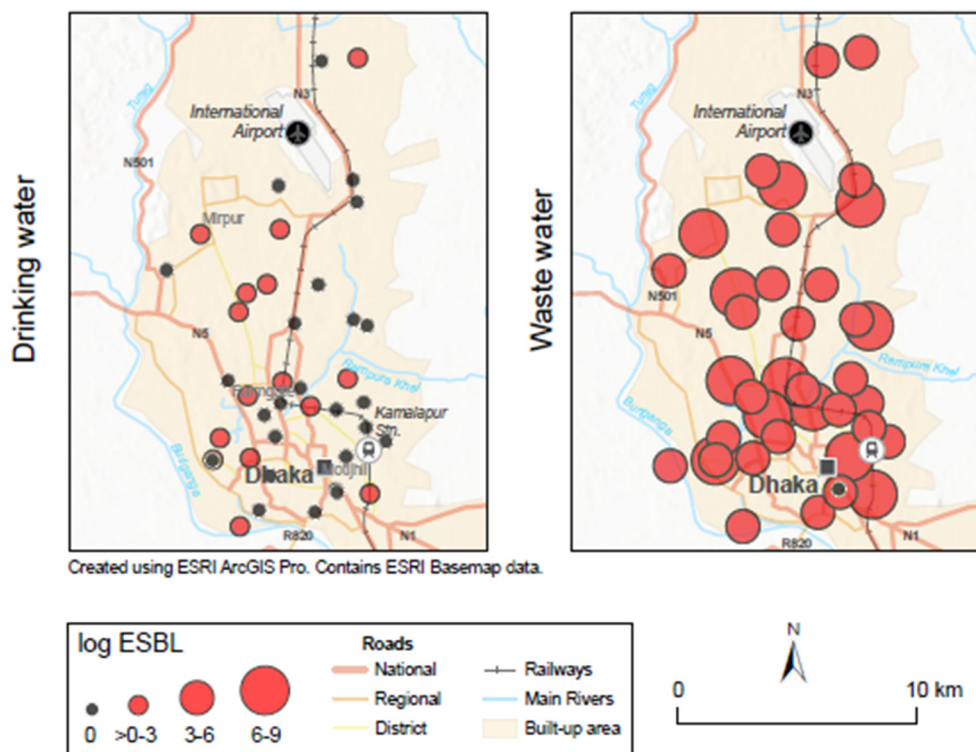 Drinking water
Tungi
N3
International
Airport
N501
Mirpur
N5
Rampura Khal
Kamalapur
Stn.
Buriganga
Motijhil
Dhaka
R820
N1
Waste water
Tungi
N3
International
Airport
N501
N5
Rampura Khal
Buriganga
Dhaka
R820
N1
Created using ESRI ArcGIS Pro. Contains ESRI Basemap data.
log ESBL
0 >0-3 3-6 6-9
Roads
National
Regional
District
Railways
Main Rivers
Built-up area
N
0 10 km